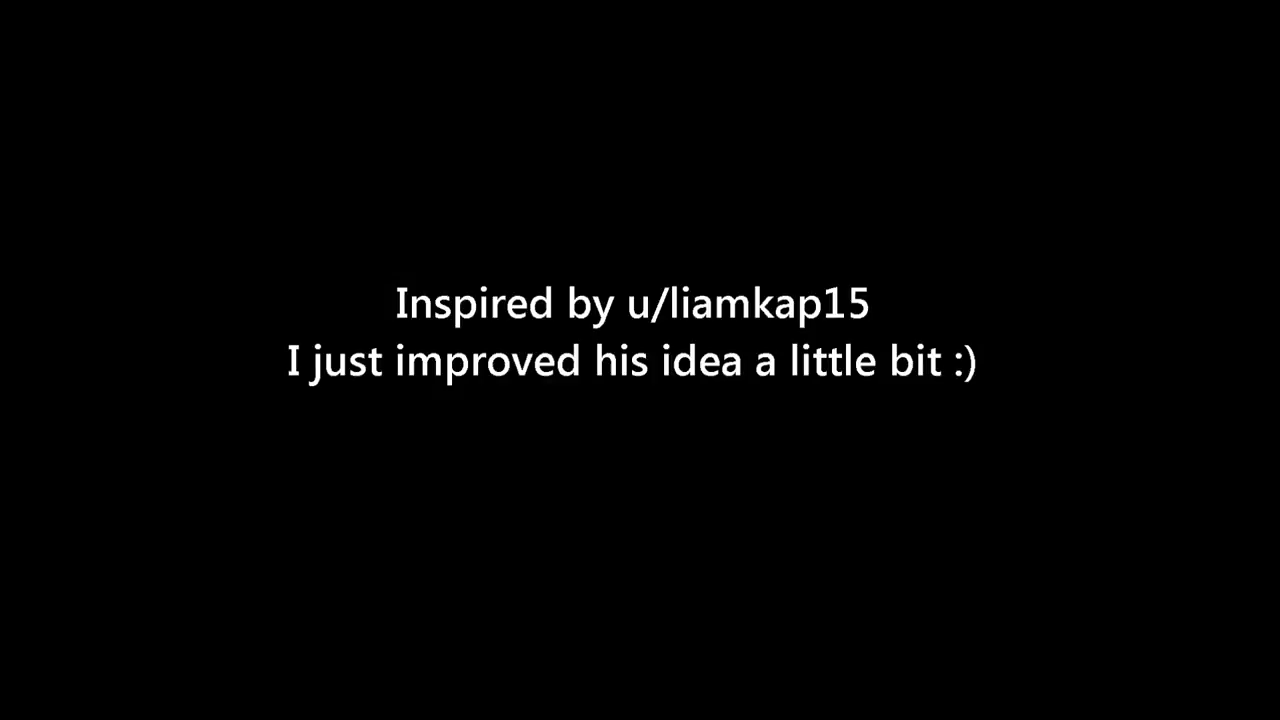 Inspired by u/liamkap15
I just improved his idea a little bit :)